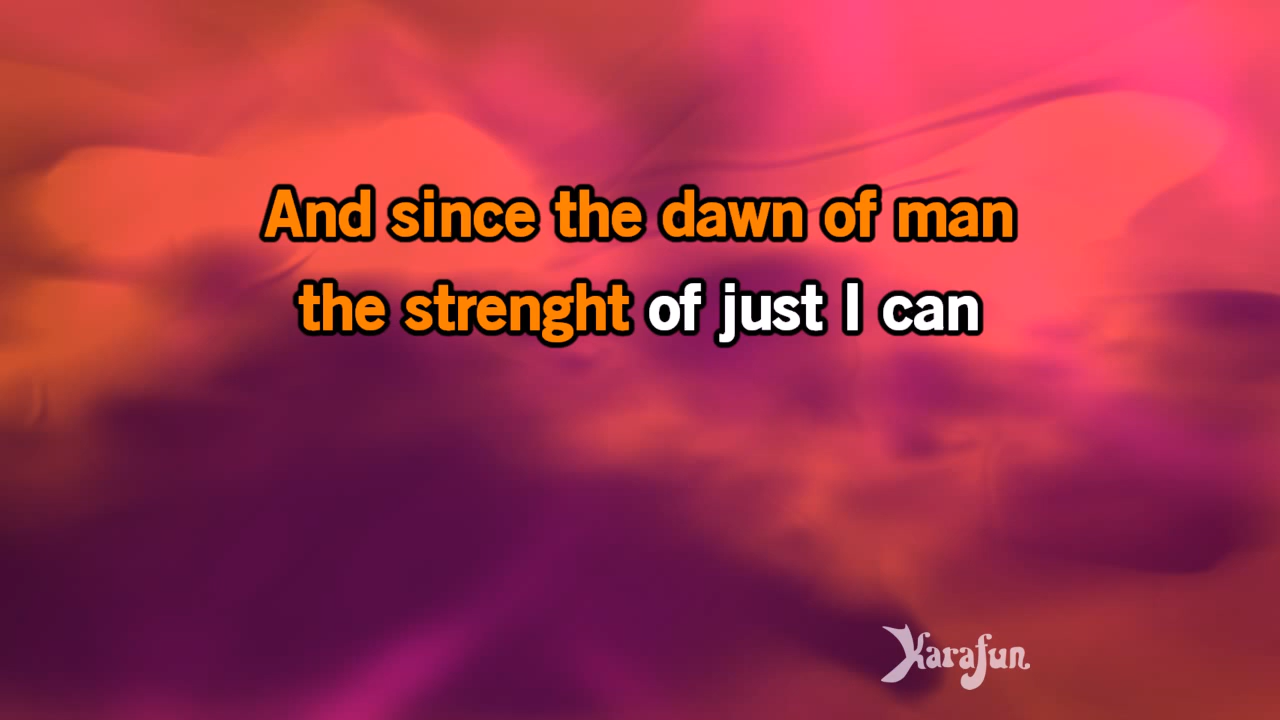 And since the dawn of man
the strenght of just I can
Karafun